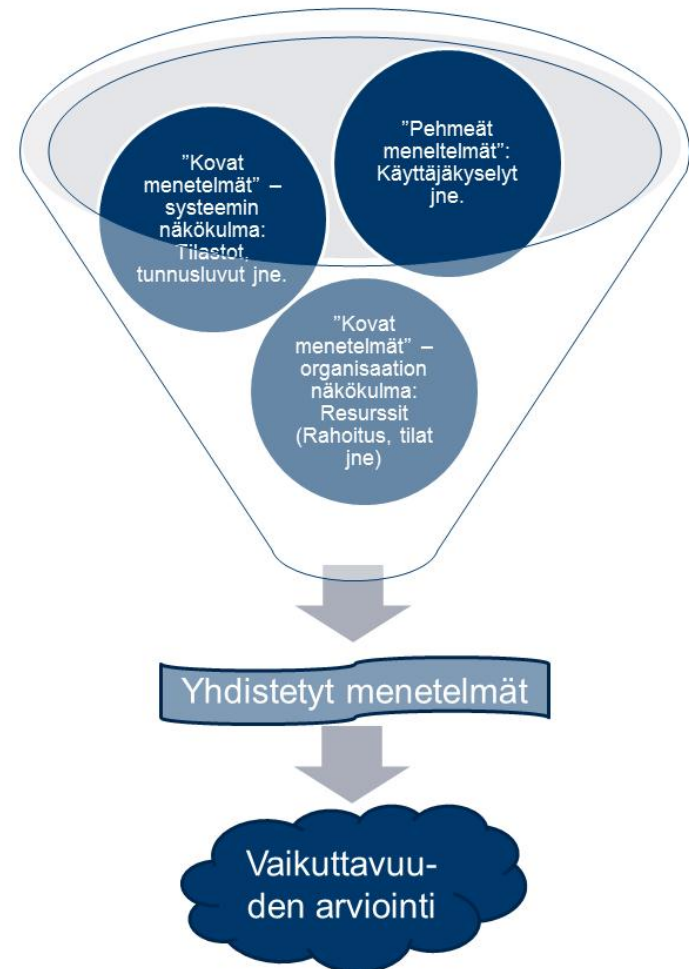 ”Kovat
menetelmät” –
systeemin
näkökulma:
Tilastot,
tunnusluvut jne.
”Pehmeät
meneltelmät”:
Käyttäjäkyselyt
jne.
”Kovat
menetelmät” –
organisaation
näkökulma:
Resurssit
(Rahoitus, tilat
jne)
Yhdistetyt menetelmät
Vaikuttavuu-
den arviointi